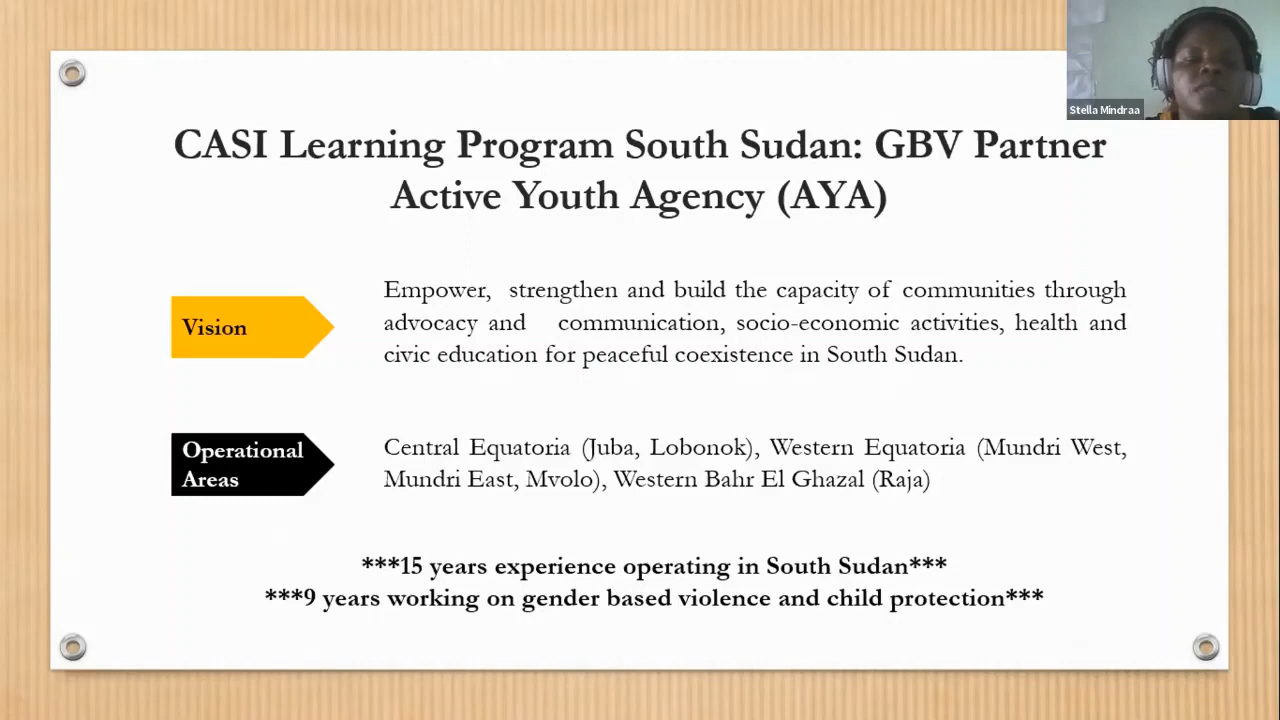 Stella Mindraa
CASI Learning Program South Sudan: GBV Partner
Active Youth Agency (AYA)
Vision
Empower, strengthen and build the capacity of communities through
advocacy and communication, socio-economic activities, health and
civic education for peaceful coexistence in South Sudan.
Operational
Areas
Central Equatoria (Juba, Lobonok), Western Equatoria (Mundri West,
Mundri East, Mvolo), Western Bahr El Ghazal (Raja)
***15 years experience operating in South Sudan***
***9 years working on gender based violence and child protection***